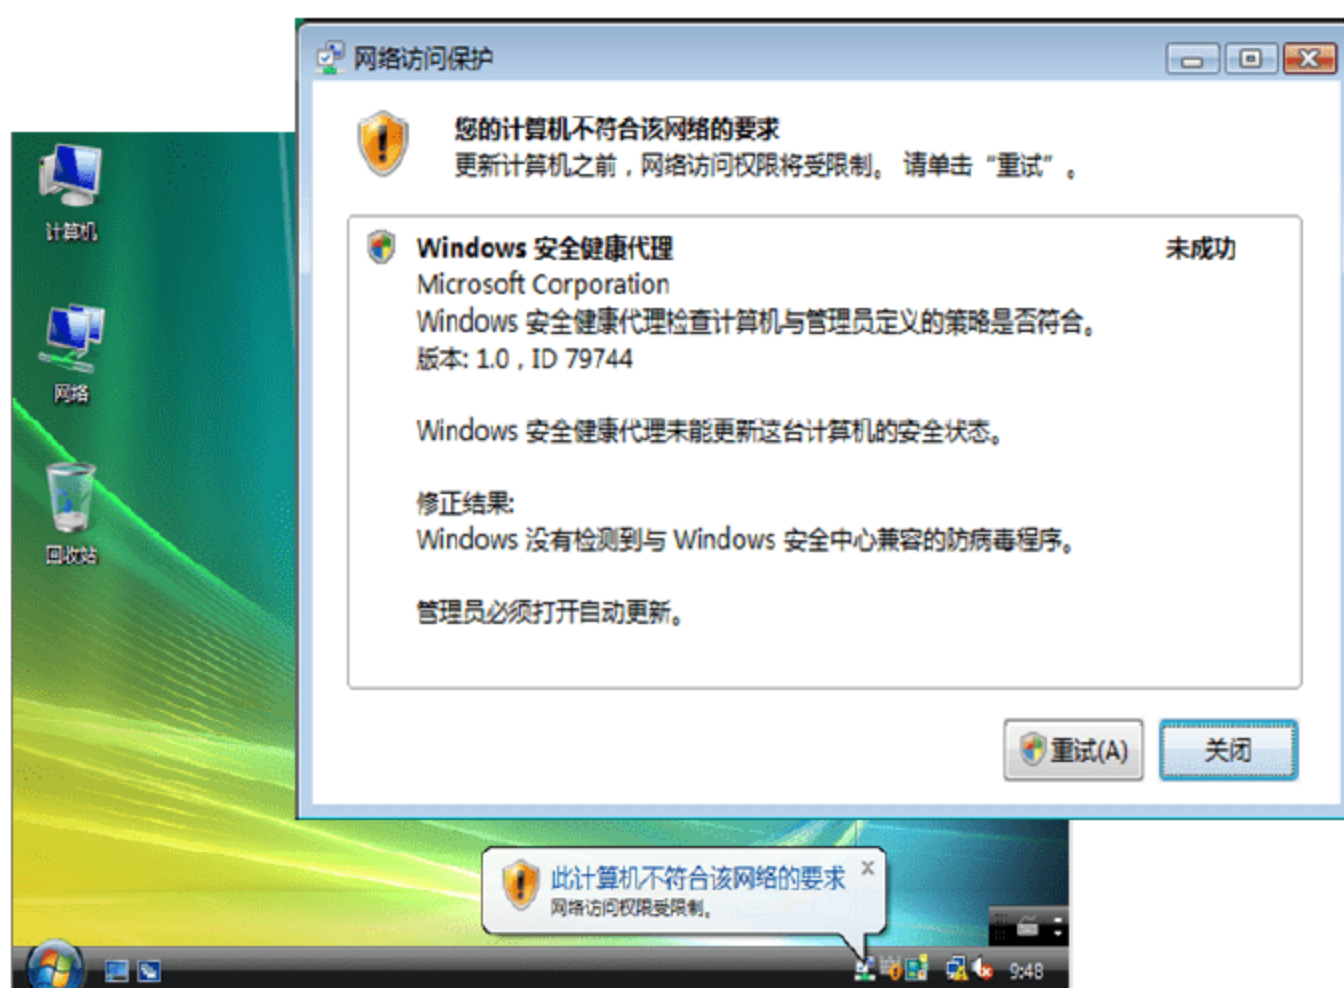 网络访问保护
您的计算机不符合该网络的要求
更新计算机之前，网络访问权限将受限制。 请单击“重试”。
计算机
Windows 安全健康代理 未成功
Microsoft Corporation
Windows 安全健康代理检查计算机与管理员定义的策略是否符合。
版本: 1.0，ID 79744
网络
Windows 安全健康代理未能更新这台计算机的安全状态。
修正结果:
Windows 没有检测到与 Windows 安全中心兼容的防病毒程序。
回收站
管理员必须打开自动更新。
重试(A) 关闭
此计算机不符合该网络的要求
网络访问权限受限制。
9:48